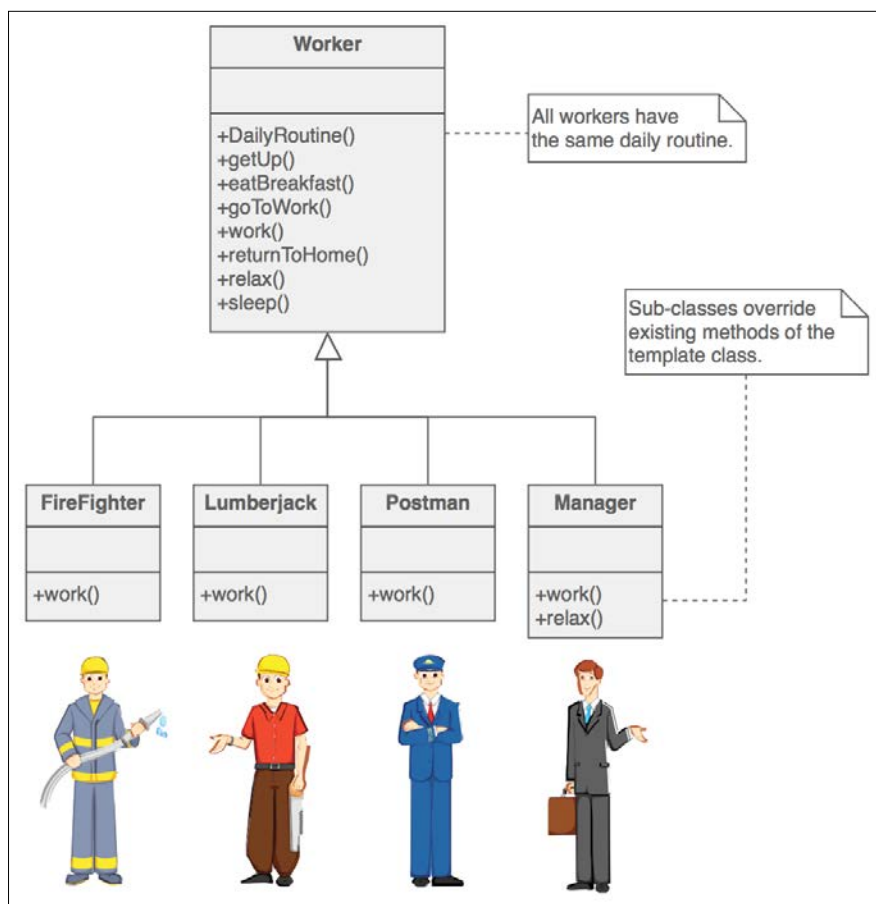 Worker
All workers have
the same daily routine.
+DailyRoutine()
+getUp()
+eatBreakfast()
+goToWork()
+work()
+returnToHome()
+relax()
+sleep()
Sub-classes override
existing methods of the
template class.
FireFighter
+work()
Lumberjack
+work()
Postman
+work()
Manager
+work()
+relax()